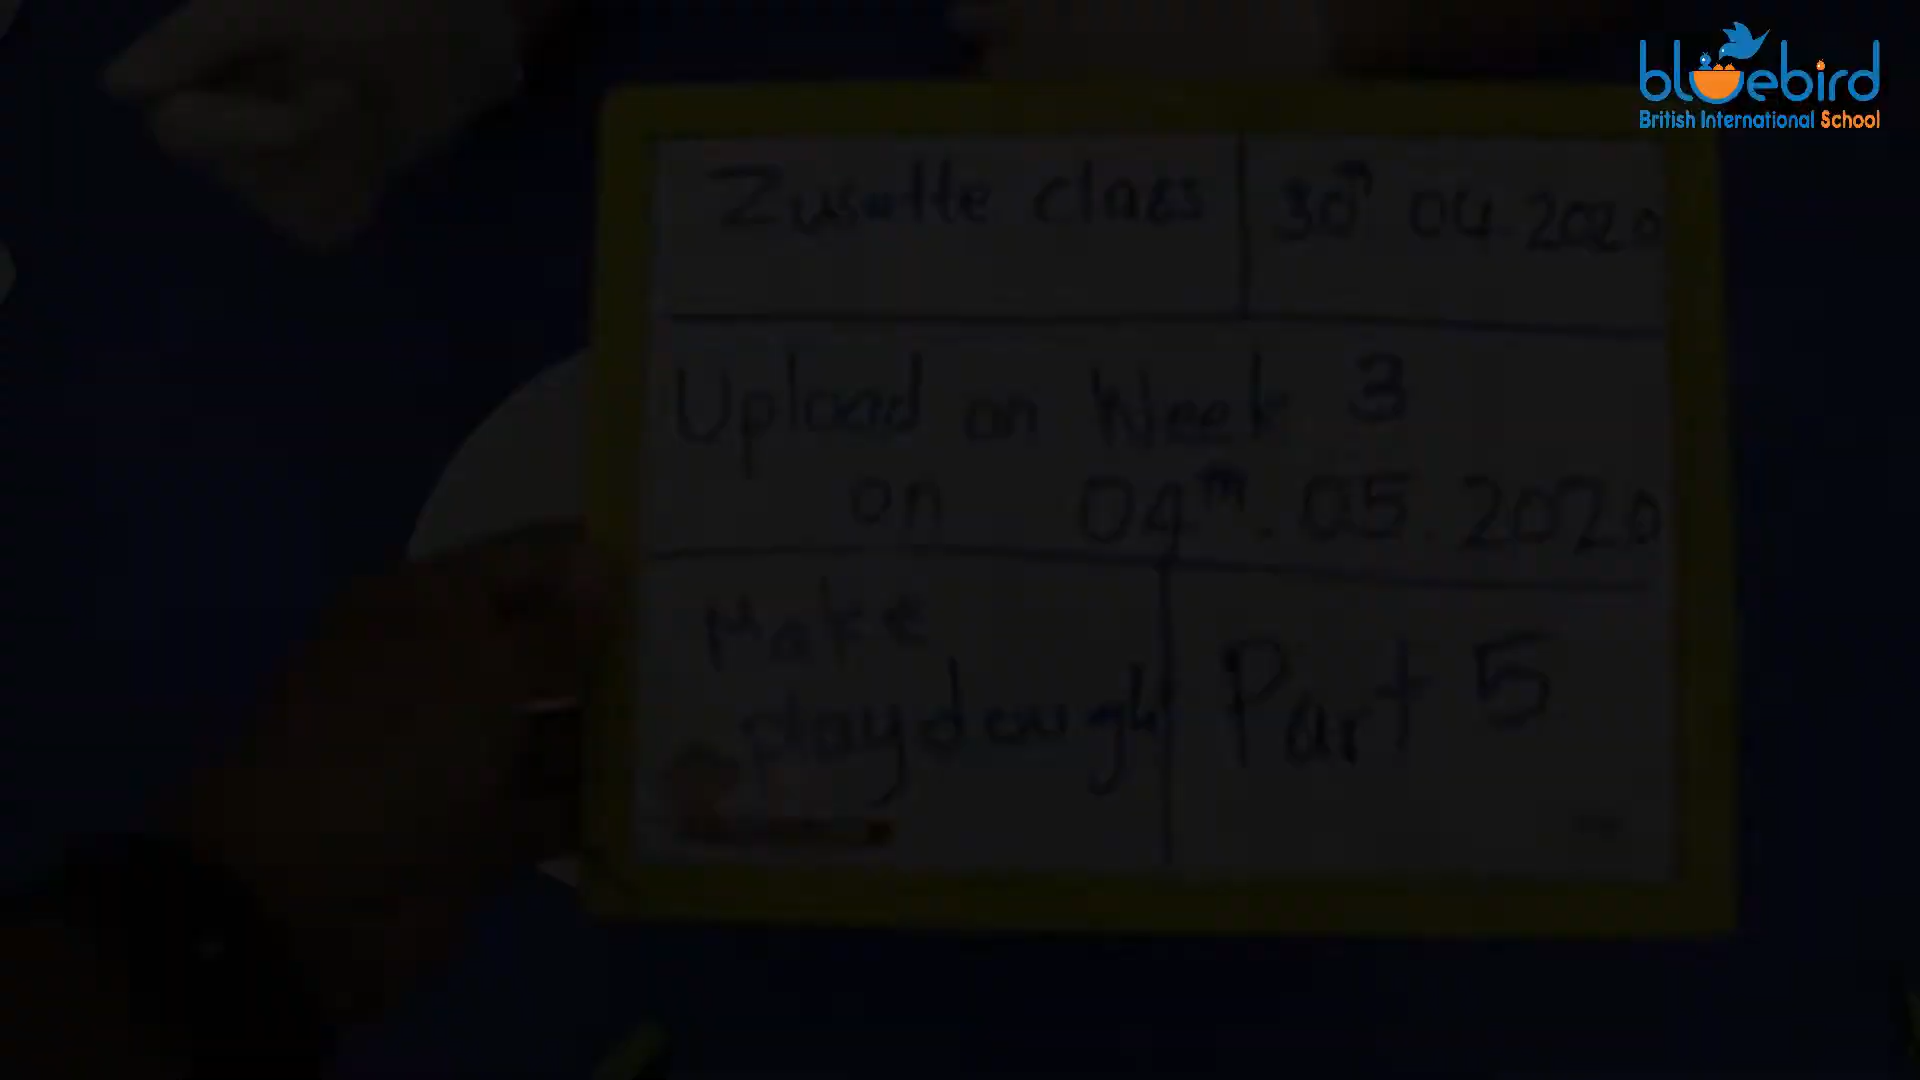 bluebird
British International School
Zusette class
30th 04 2020
Upload on Week 3
on 04th. 05. 2020
Make
playdough
Part 5